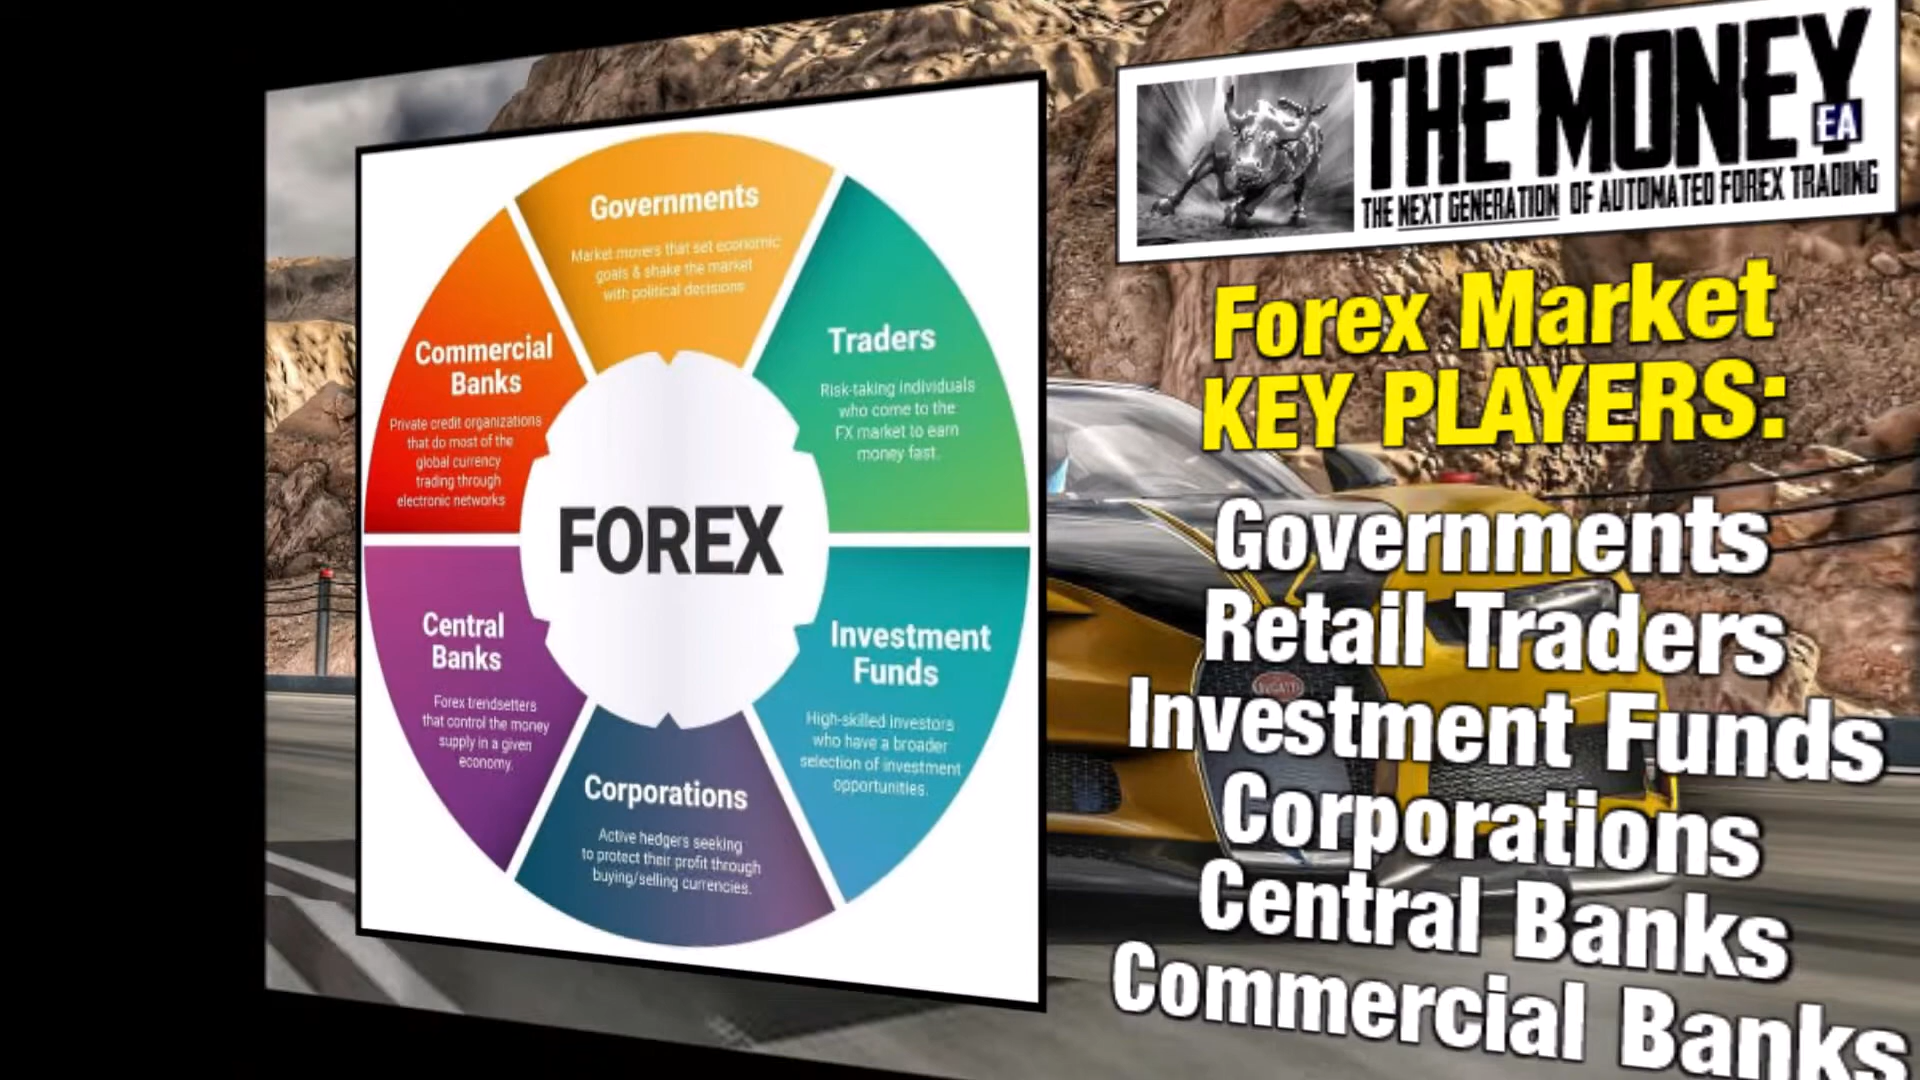 Governments
Market movers that set economic
goals & shake the market
with political decisions
Traders
Risk-taking individuals
who come to the
FX market to earn
money fast.
Investment
Funds
High-skilled investors
who have a broader
selection of investment
opportunities.
Corporations
Active hedgers seeking
to protect their profit through
buying/selling currencies.
Central
Banks
Forex trendsetters
that control the money
supply in a given
economy.
Commercial
Banks
Private credit organizations
that do most of the
global currency
trading through
electronic networks
FOREX
THE MONEY
EA
THE NEXT GENERATION OF AUTOMATED FOREX TRADING
Forex Market
KEY PLAYERS:
Governments
Retail Traders
Investment Funds
Corporations
Central Banks
Commercial Banks